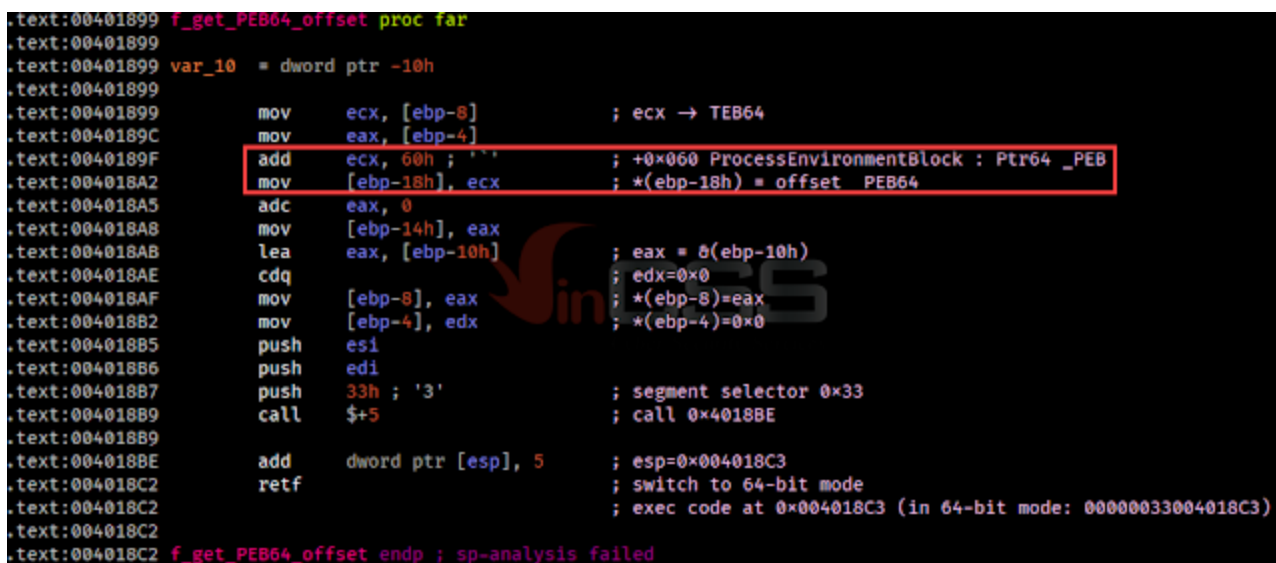 .text:00401899 f_get_PEB64_offset proc far
.text:00401899
.text:00401899 var_10 = dword ptr -10h
.text:00401899
.text:00401899 mov ecx, [ebp-8] ; ecx → TEB64
.text:0040189C mov eax, [ebp-4]
.text:0040189F add ecx, 60h ; '`' ; +0×060 ProcessEnvironmentBlock : Ptr64 _PEB
.text:004018A2 mov [ebp-18h], ecx ; *(ebp-18h) = offset _PEB64
.text:004018A5 adc eax, 0
.text:004018A8 mov [ebp-14h], eax
.text:004018AB lea eax, [ebp-10h] ; eax = &(ebp-10h)
.text:004018AE cdq ; edx=0×0
.text:004018AF mov [ebp-8], eax ; *(ebp-8)=eax
.text:004018B2 mov [ebp-4], edx ; *(ebp-4)=0×0
.text:004018B5 push esi
.text:004018B6 push edi
.text:004018B7 push 33h ; '3' ; segment selector 0×33
.text:004018B9 call $+5 ; call 0×4018BE
.text:004018B9
.text:004018BE add dword ptr [esp], 5 ; esp=0×004018C3
.text:004018C2 retf ; switch to 64-bit mode
.text:004018C2 ; exec code at 0×004018C3 (in 64-bit mode: 00000033004018C3)
.text:004018C2
.text:004018C2 f_get_PEB64_offset endp ; sp-analysis failed
VinCSS